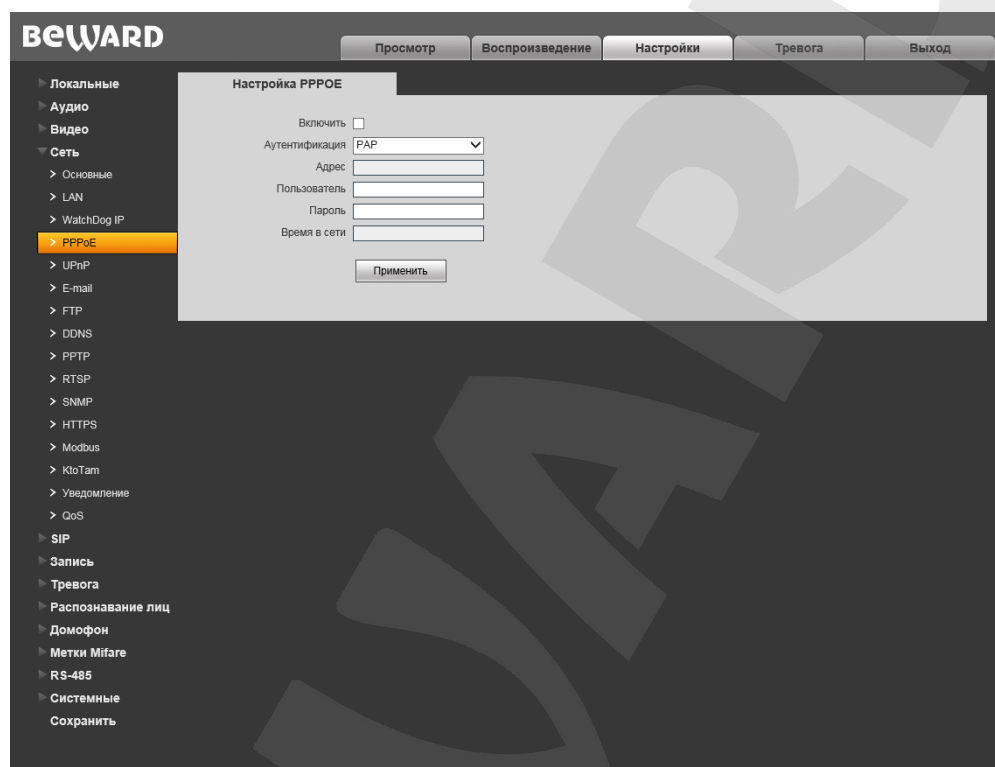 BEWARD
Просмотр
Воспроизведение
Настройки
Тревога
Выход
Локальные
Аудио
Видео
Сеть
Основные
LAN
WatchDog IP
PPPoE
UPnP
E-mail
FTP
DDNS
PPTP
RTSP
SNMP
HTTPS
Modbus
KtoTam
Уведомление
QoS
SIP
Запись
Тревога
Распознавание лиц
Домофон
Метки Mifare
RS-485
Системные
Сохранить
Настройка PPPOE
Включить
Аутентификация PAP
Адрес
Пользователь
Пароль
Время в сети
Применить